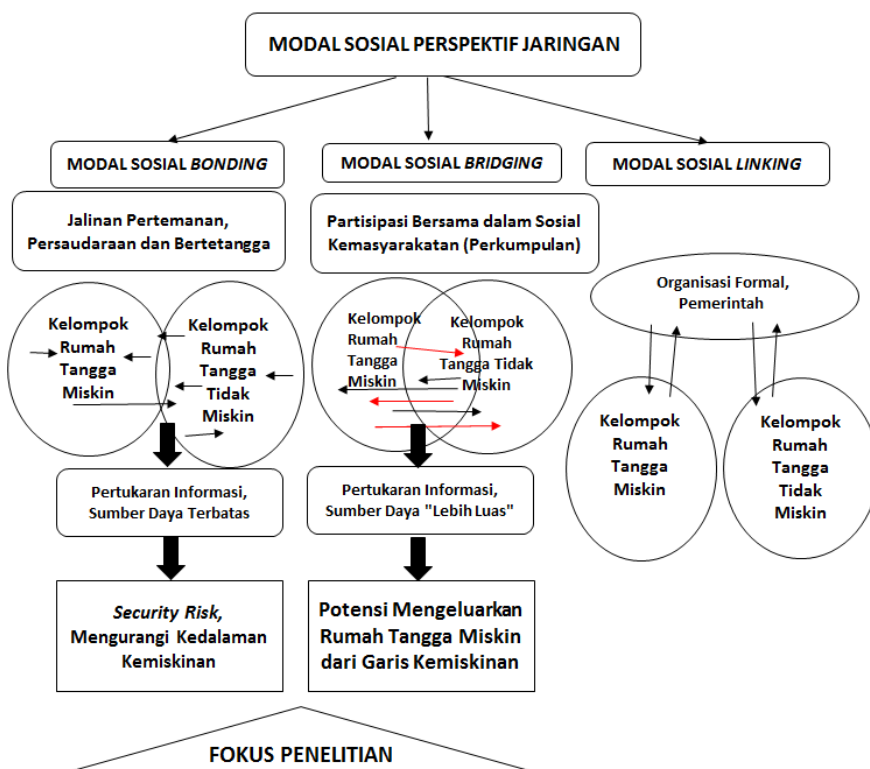 MODAL SOSIAL PERSPEKTIF JARINGAN
MODAL SOSIAL BONDING
MODAL SOSIAL BRIDGING
MODAL SOSIAL LINKING
Jalinan Pertemanan,
Persaudaraan dan Bertetangga
Partisipasi Bersama dalam Sosial
Kemasyarakatan (Perkumpulan)
Organisasi Formal,
Pemerintah
Kelompok
Rumah
Tangga
Miskin
Kelompok
Rumah
Tangga
Tidak
Miskin
Kelompok
Rumah
Tangga
Miskin
Kelompok
Rumah
Tangga Tidak
Miskin
Kelompok
Rumah
Tangga
Miskin
Kelompok
Rumah
Tangga
Tidak
Miskin
Pertukaran Informasi,
Sumber Daya Terbatas
Pertukaran Informasi,
Sumber Daya "Lebih Luas"
Security Risk,
Mengurangi Kedalaman
Kemiskinan
Potensi Mengeluarkan
Rumah Tangga Miskin
dari Garis Kemiskinan
FOKUS PENELITIAN